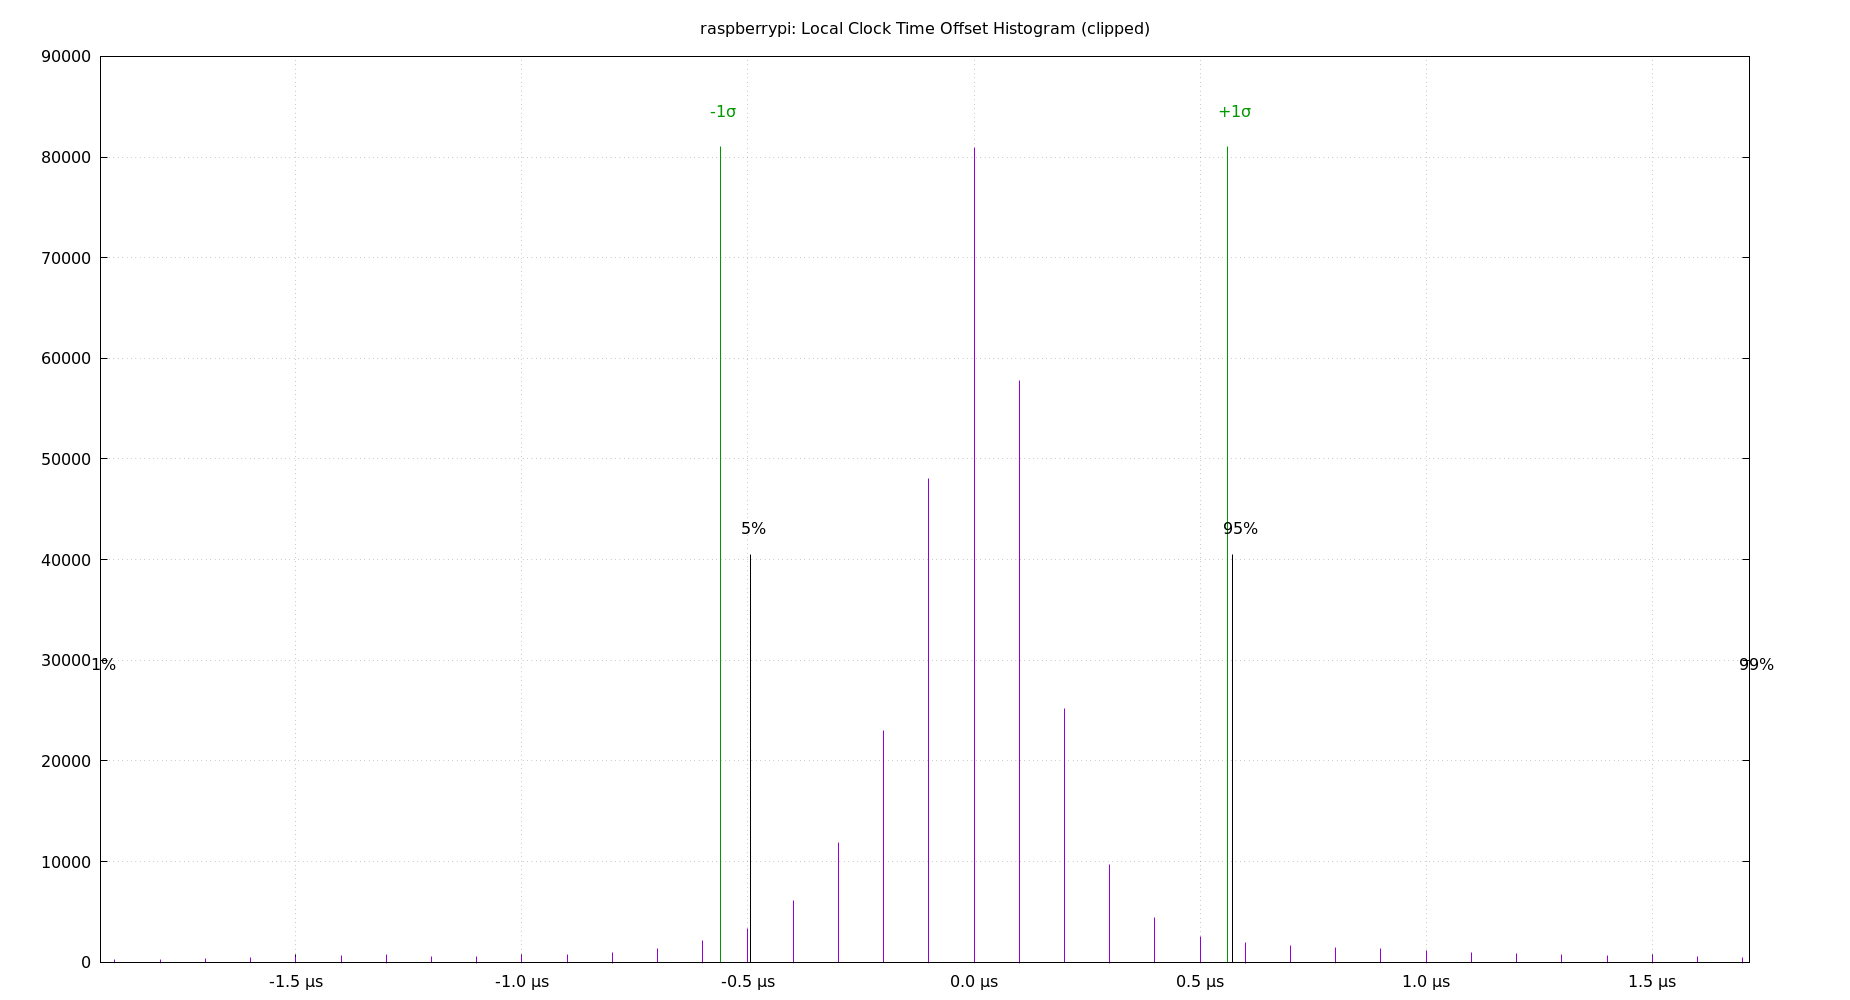 raspberrypi: Local Clock Time Offset Histogram (clipped)
90000
-1σ +1σ
80000
70000
60000
50000
5% 95%
40000
30000 1% 99%
20000
10000
0
-1.5 µs -1.0 µs -0.5 µs 0.0 µs 0.5 µs 1.0 µs 1.5 µs